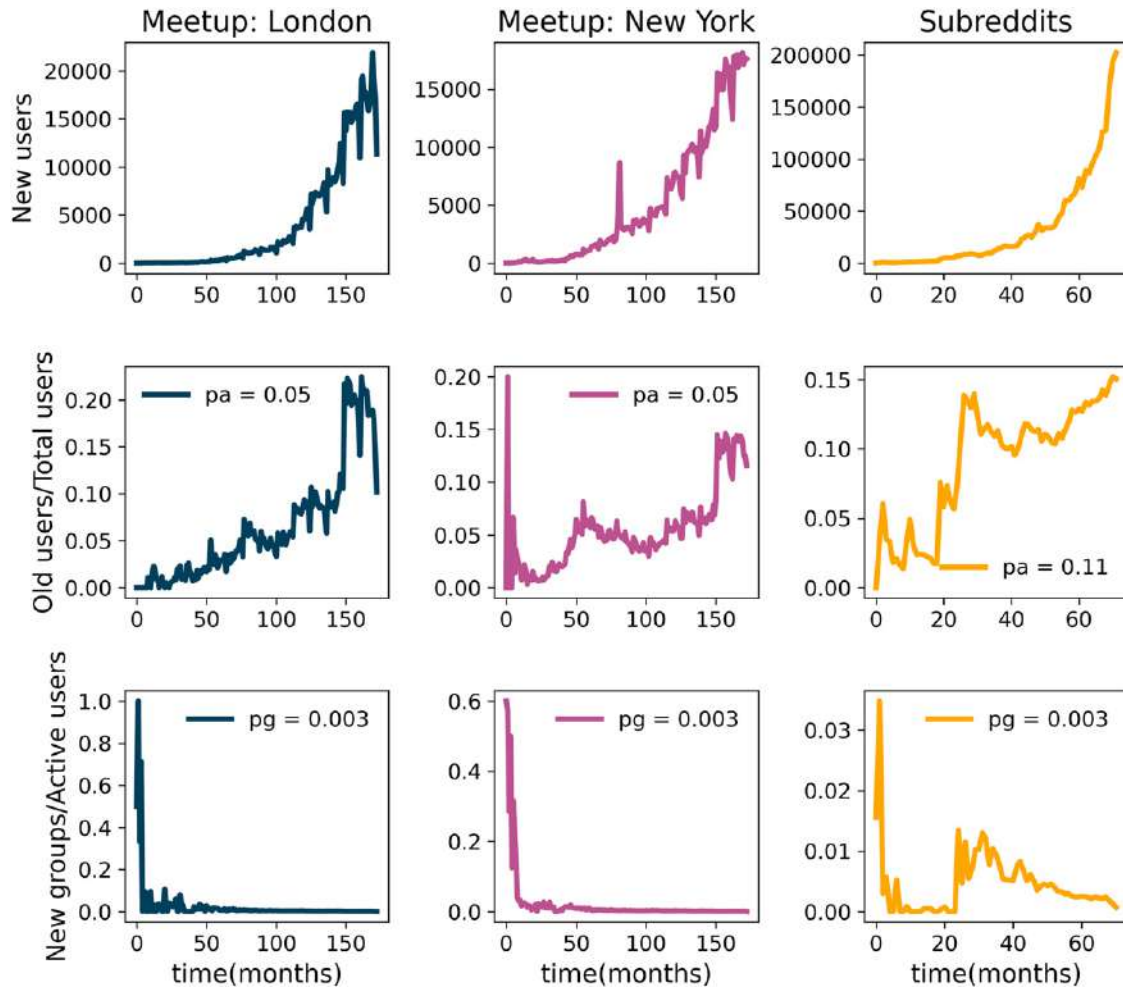 Meetup: London
Meetup: New York
Subreddits
New users
20000
15000
10000
5000
0
0 50 100 150
15000
10000
5000
0
0 50 100 150
200000
150000
100000
50000
0
0 20 40 60
Old users/Total users
0.20
0.15
0.10
0.05
0.00
pa = 0.05
0 50 100 150
0.20
0.15
0.10
0.05
0.00
pa = 0.05
0 50 100 150
0.15
0.10
0.05
0.00
pa = 0.11
0 20 40 60
New groups/Active users
1.0
0.8
0.6
0.4
0.2
0.0
pg = 0.003
0 50 100 150
time(months)
0.6
0.4
0.2
0.0
pg = 0.003
0 50 100 150
time(months)
0.03
0.02
0.01
0.00
pg = 0.003
0 20 40 60
time(months)